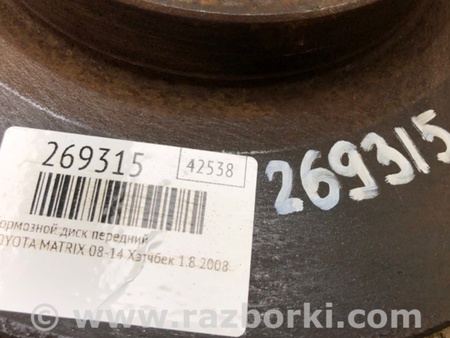 269315
42538
269315
ормозной диск передний
OYOTA MATRIX 08-14 Хэтчбек 1.8 2008
www.razborki.com